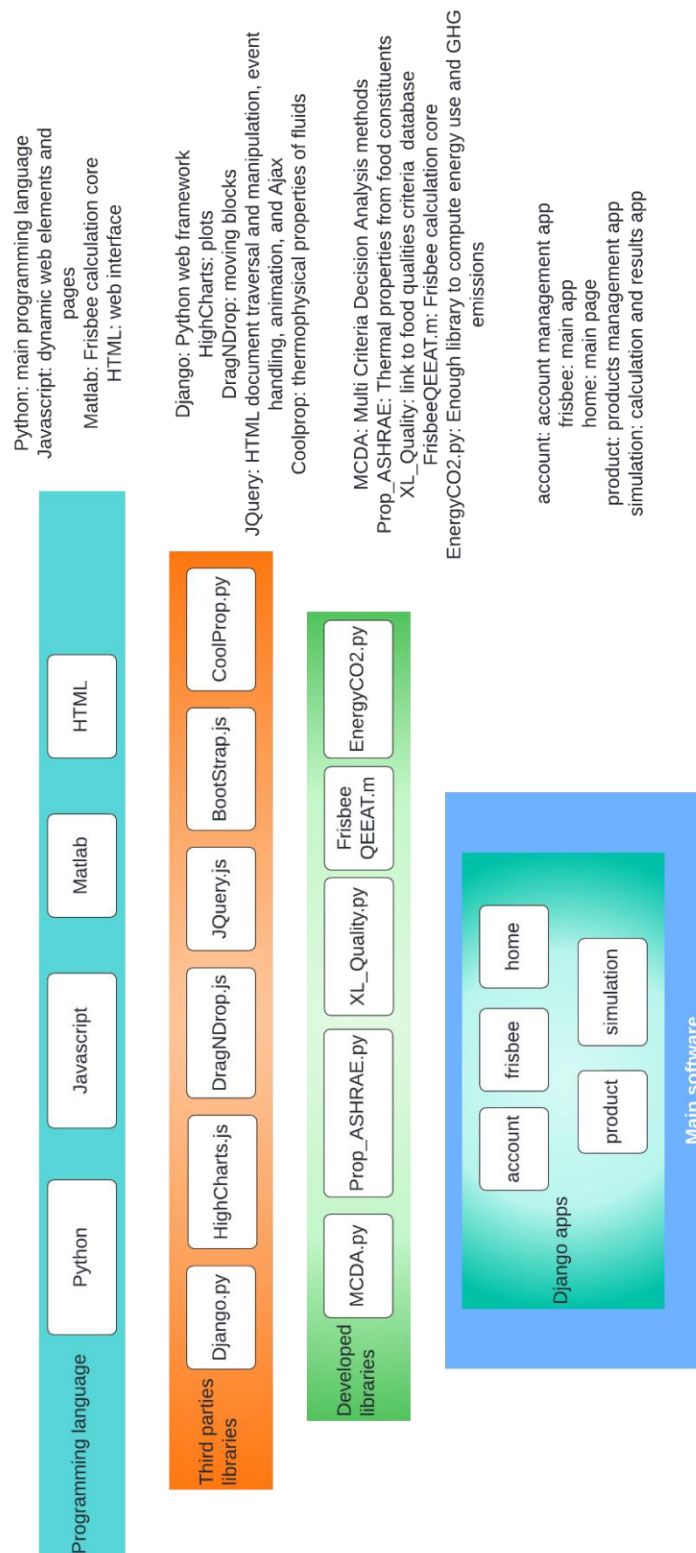 Programming language
Python
Javascript
Matlab
HTML
Python: main programming language
Javascript: dynamic web elements and
pages
Matlab: Frisbee calculation core
HTML: web interface
Third parties
libraries
Django.py
HighCharts.js
DragNDrop.js
JQuery.js
BootStrap.js
CoolProp.py
Django: Python web framework
HighCharts: plots
DragNDrop: moving blocks
JQuery: HTML document traversal and manipulation, event
handling, animation, and Ajax
Coolprop: thermophysical properties of fluids
Developed
libraries
MCDA.py
Prop_ASHRAE.py
XL_Quality.py
Frisbee
QEEAT.m
EnergyCO2.py
MCDA: Multi Criteria Decision Analysis methods
Prop_ASHRAE: Thermal properties from food constituents
XL_Quality: link to food qualities criteria database
FrisbeeQEEAT.m: Frisbee calculation core
EnergyCO2.py: Enough library to compute energy use and GHG
emissions
Django apps
account
frisbee
home
product
simulation
Main software
account: account management app
frisbee: main app
home: main page
product: products management app
simulation: calculation and results app